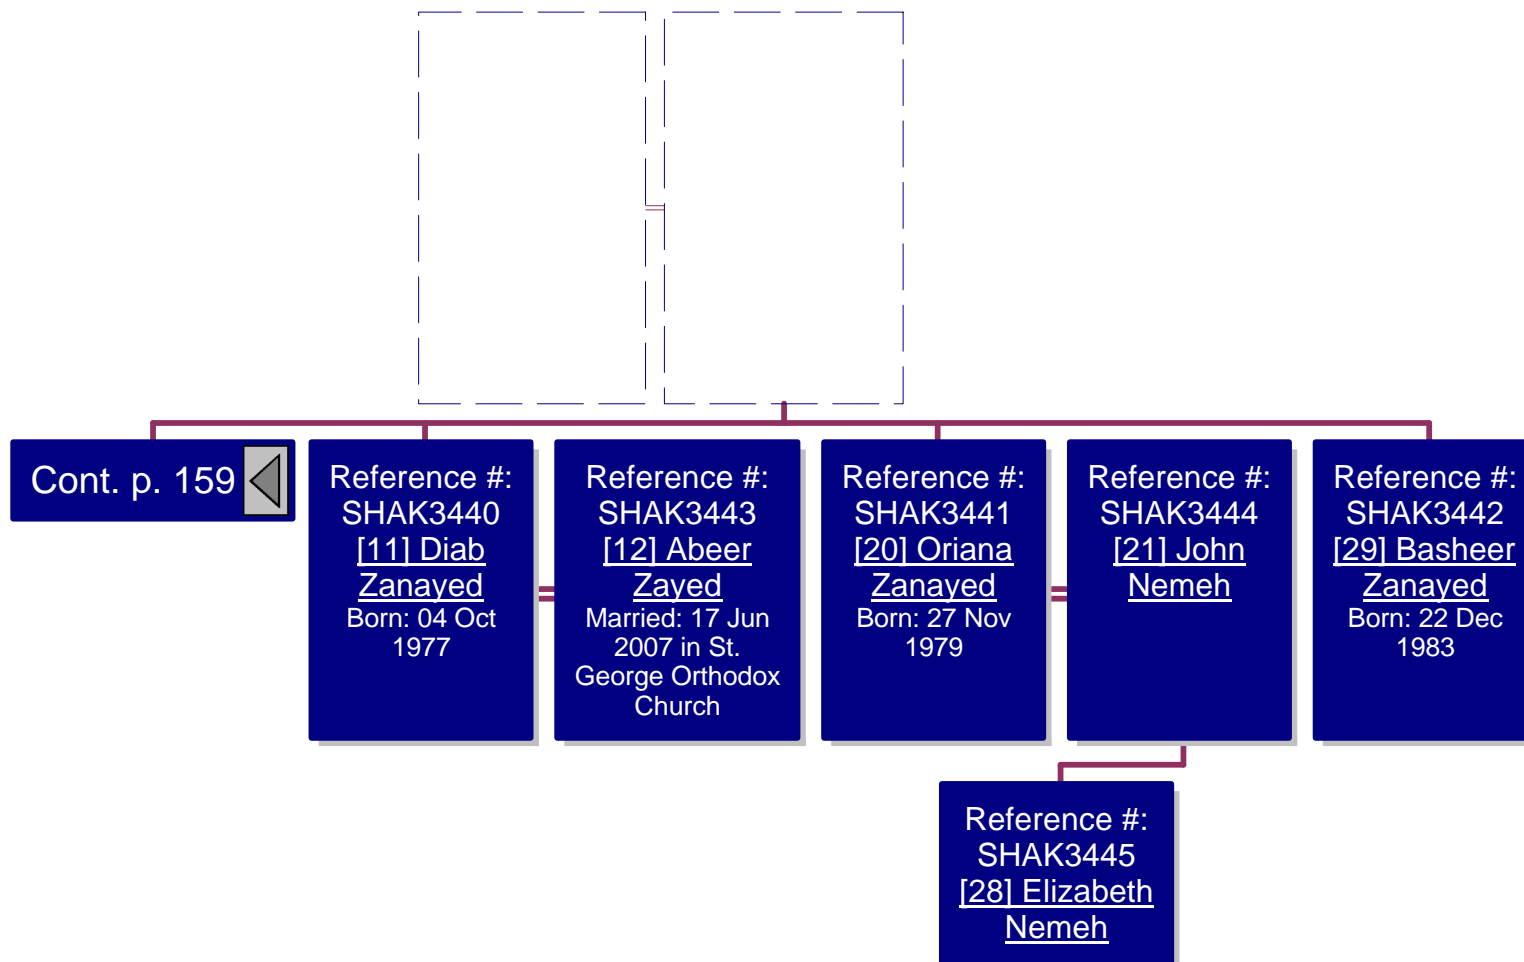 Cont. p. 159
Reference #:
SHAK3440
[11] Diab
Zanayed
Born: 04 Oct
1977
Reference #:
SHAK3443
[12] Abeer
Zayed
Married: 17 Jun
2007 in St.
George Orthodox
Church
Reference #:
SHAK3441
[20] Oriana
Zanayed
Born: 27 Nov
1979
Reference #:
SHAK3444
[21] John
Nemeh
Reference #:
SHAK3442
[29] Basheer
Zanayed
Born: 22 Dec
1983
Reference #:
SHAK3445
[28] Elizabeth
Nemeh